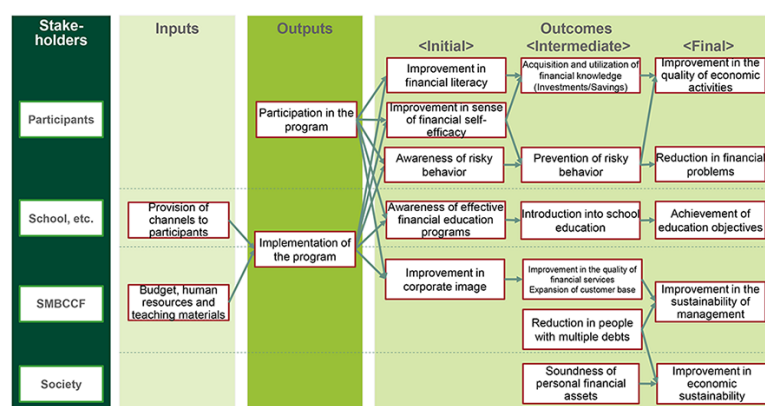 Stake-
holders
Inputs
Outputs
Outcomes
<Initial>
<Intermediate>
<Final>
Participants
School, etc.
SMBCCF
Society
Provision of
channels to
participants
Budget, human
resources and
teaching materials
Participation in the
program
Implementation of
the program
Improvement in
financial literacy
Improvement in sense
of financial self-
efficacy
Awareness of risky
behavior
Awareness of effective
financial education
programs
Improvement in
corporate image
Acquisition and utilization of
financial knowledge
(Investments/Savings)
Prevention of risky
behavior
Introduction into school
education
Improvement in the quality of
financial services
Expansion of customer base
Reduction in people
with multiple debts
Soundness of
personal financial
assets
Improvement in the
quality of economic
activities
Reduction in financial
problems
Achievement of
education objectives
Improvement in the
sustainability of
management
Improvement in
economic
sustainability